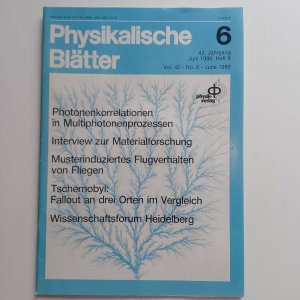 Physikalische
Blätter
6
42. Jahrgang
Juni 1986, Heft 6
Vol. 42 – No. 6 – June 1986
physik
verlag
Photonenkorrelationen
in Multiphotonenprozessen
Interview zur Materialforschung
Musterinduziertes Flugverhalten
von Fliegen
Tschernobyl:
Fallout an drei Orten im Vergleich
Wissenschaftsforum Heidelberg